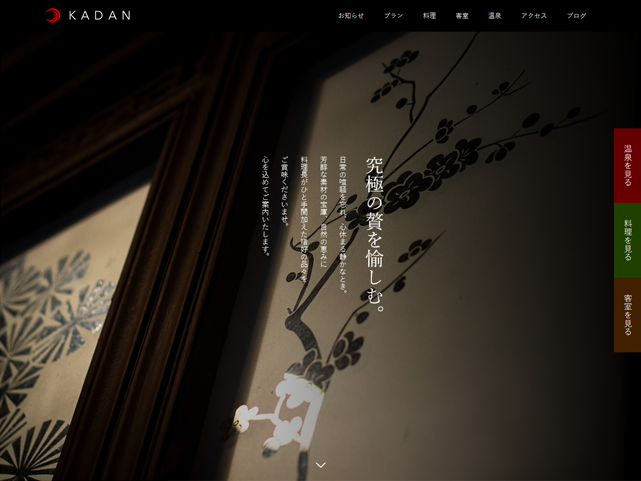 KADAN
お知らせ
プラン
料理
客室
温泉
アクセス
ブログ
究極の贅を愉しむ。
日常の喧騒を忘れ、心休まる静かなとき。
芳醇な素材の宝庫、自然の恵みに
料理長がひと手間加えた極好の品々を
ご賞味くださいませ。
心を込めてご案内いたします。
温泉を見る
料理を見る
客室を見る